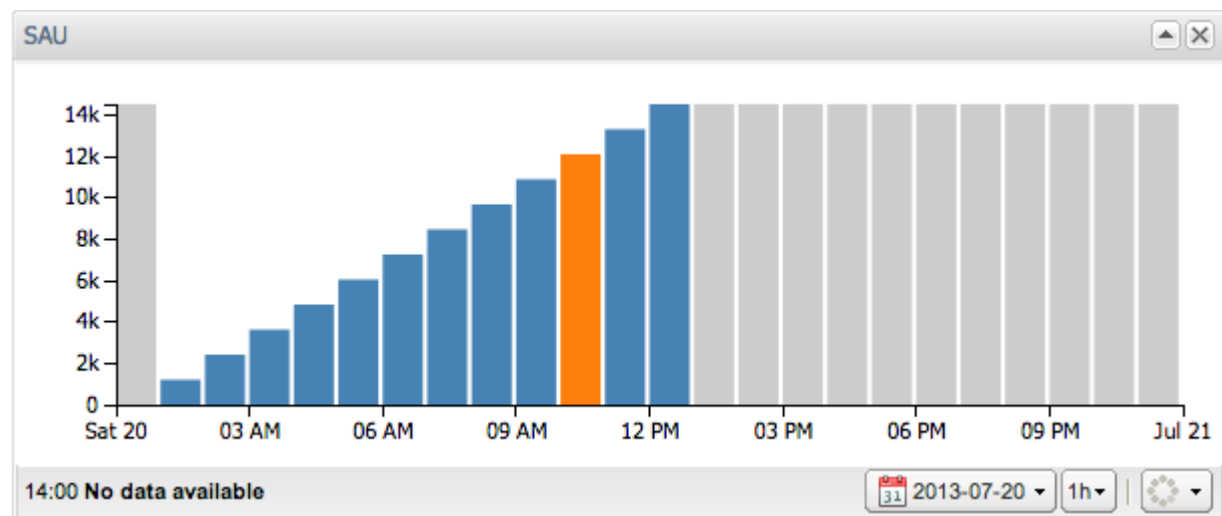 SAU
14k
12k
10k
8k
6k
4k
2k
0
Sat 20 03 AM 06 AM 09 AM 12 PM 03 PM 06 PM 09 PM Jul 21
14:00 No data available 31 2013-07-20 1h